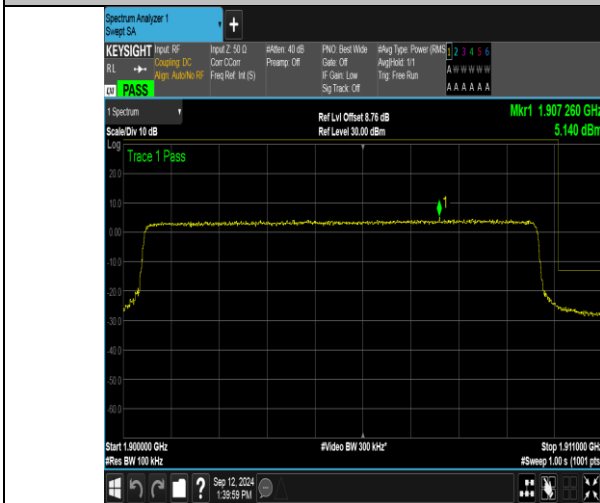 Spectrum Analyzer 1
Swept SA
+
KEYSIGHT Input: RF Input Z: 50 Ω #Atten: 40 dB PNO: Best Wide #Avg Type: Power (RMS 1 2 3 4 5 6
RL Coupling: DC Corr CCorr Preamp: Off Gate: Off Avg|Hold: 1/1 A W W W W W
Align: Auto/No RF Freq Ref: Int (S) IF Gain: Low Trig: Free Run
PASS Sig Track: Off A A A A A A
1 Spectrum Ref Lvl Offset 8.76 dB Mkr1 1.907 260 GHz
Scale/Div 10 dB Ref Level 30.00 dBm 5.140 dBm
Log
Trace 1 Pass
20.0
10.0
1
0.00
-10.0
-20.0
-30.0
-40.0
-50.0
-60.0
Start 1.900000 GHz #Video BW 300 kHz* Stop 1.911000 GHz
#Res BW 100 kHz #Sweep 1.00 s (1001 pts
Sep 12, 2024
1:39:59 PM
?